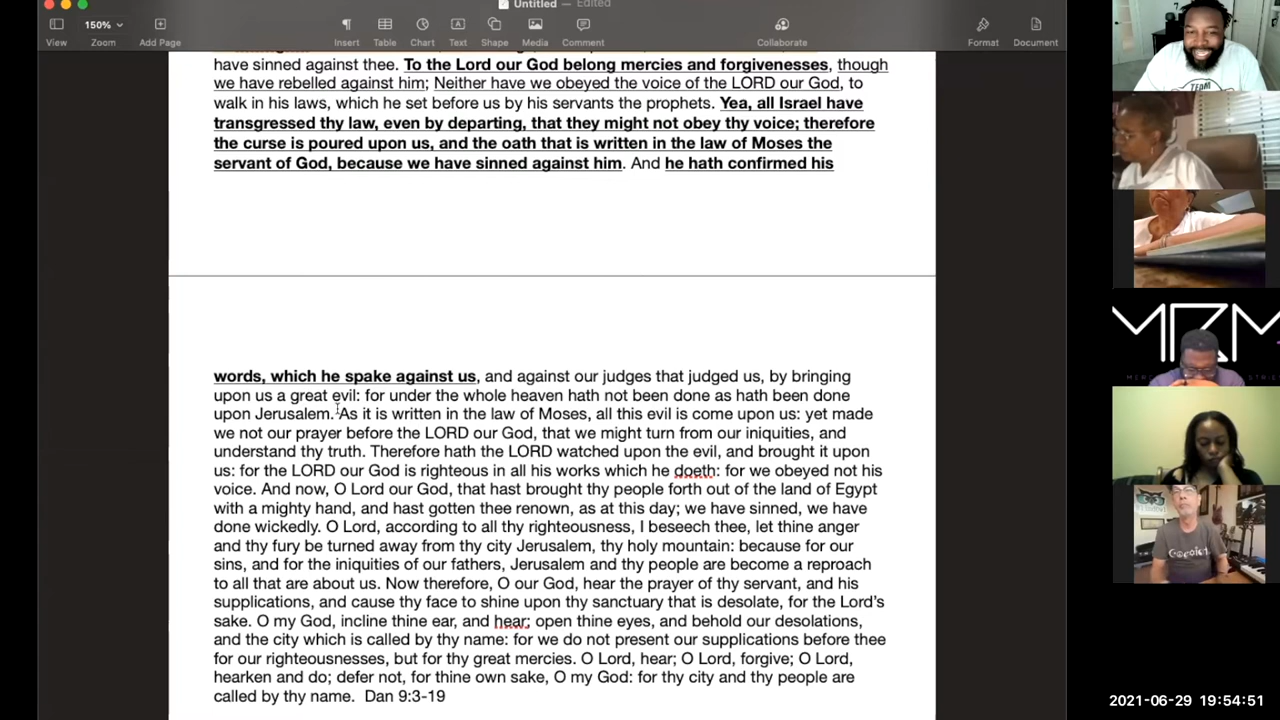 Untitled — Edited
150%
View
Zoom
Add Page
Insert
Table
Chart
Text
Shape
Media
Comment
Collaborate
Format
Document
have sinned against thee. To the Lord our God belong mercies and forgivenesses, though
we have rebelled against him; Neither have we obeyed the voice of the LORD our God, to
walk in his laws, which he set before us by his servants the prophets. Yea, all Israel have
transgressed thy law, even by departing, that they might not obey thy voice; therefore
the curse is poured upon us, and the oath that is written in the law of Moses the
servant of God, because we have sinned against him. And he hath confirmed his
words, which he spake against us, and against our judges that judged us, by bringing
upon us a great evil: for under the whole heaven hath not been done as hath been done
upon Jerusalem. As it is written in the law of Moses, all this evil is come upon us: yet made
we not our prayer before the LORD our God, that we might turn from our iniquities, and
understand thy truth. Therefore hath the LORD watched upon the evil, and brought it upon
us: for the LORD our God is righteous in all his works which he doeth: for we obeyed not his
voice. And now, O Lord our God, that hast brought thy people forth out of the land of Egypt
with a mighty hand, and hast gotten thee renown, as at this day; we have sinned, we have
done wickedly. O Lord, according to all thy righteousness, I beseech thee, let thine anger
and thy fury be turned away from thy city Jerusalem, thy holy mountain: because for our
sins, and for the iniquities of our fathers, Jerusalem and thy people are become a reproach
to all that are about us. Now therefore, O our God, hear the prayer of thy servant, and his
supplications, and cause thy face to shine upon thy sanctuary that is desolate, for the Lord’s
sake. O my God, incline thine ear, and hear; open thine eyes, and behold our desolations,
and the city which is called by thy name: for we do not present our supplications before thee
for our righteousnesses, but for thy great mercies. O Lord, hear; O Lord, forgive; O Lord,
hearken and do; defer not, for thine own sake, O my God: for thy city and thy people are
called by thy name. Dan 9:3-19
TEAM
MRM
2021-06-29 19:54:51